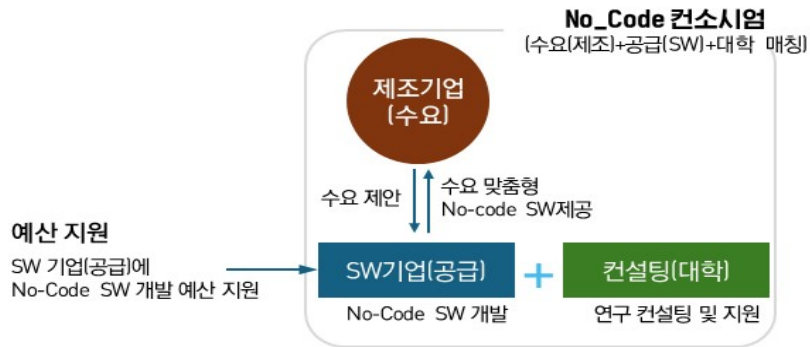 No_Code 컨소시엄
(수요(제조)+공급(SW)+대학 매칭)
제조기업
(수요)
수요 제안
수요 맞춤형
No-code SW제공
예산 지원
SW 기업(공급)에
No-Code SW 개발 예산 지원
SW기업(공급)
+
컨설팅(대학)
No-Code SW 개발
연구 컨설팅 및 지원